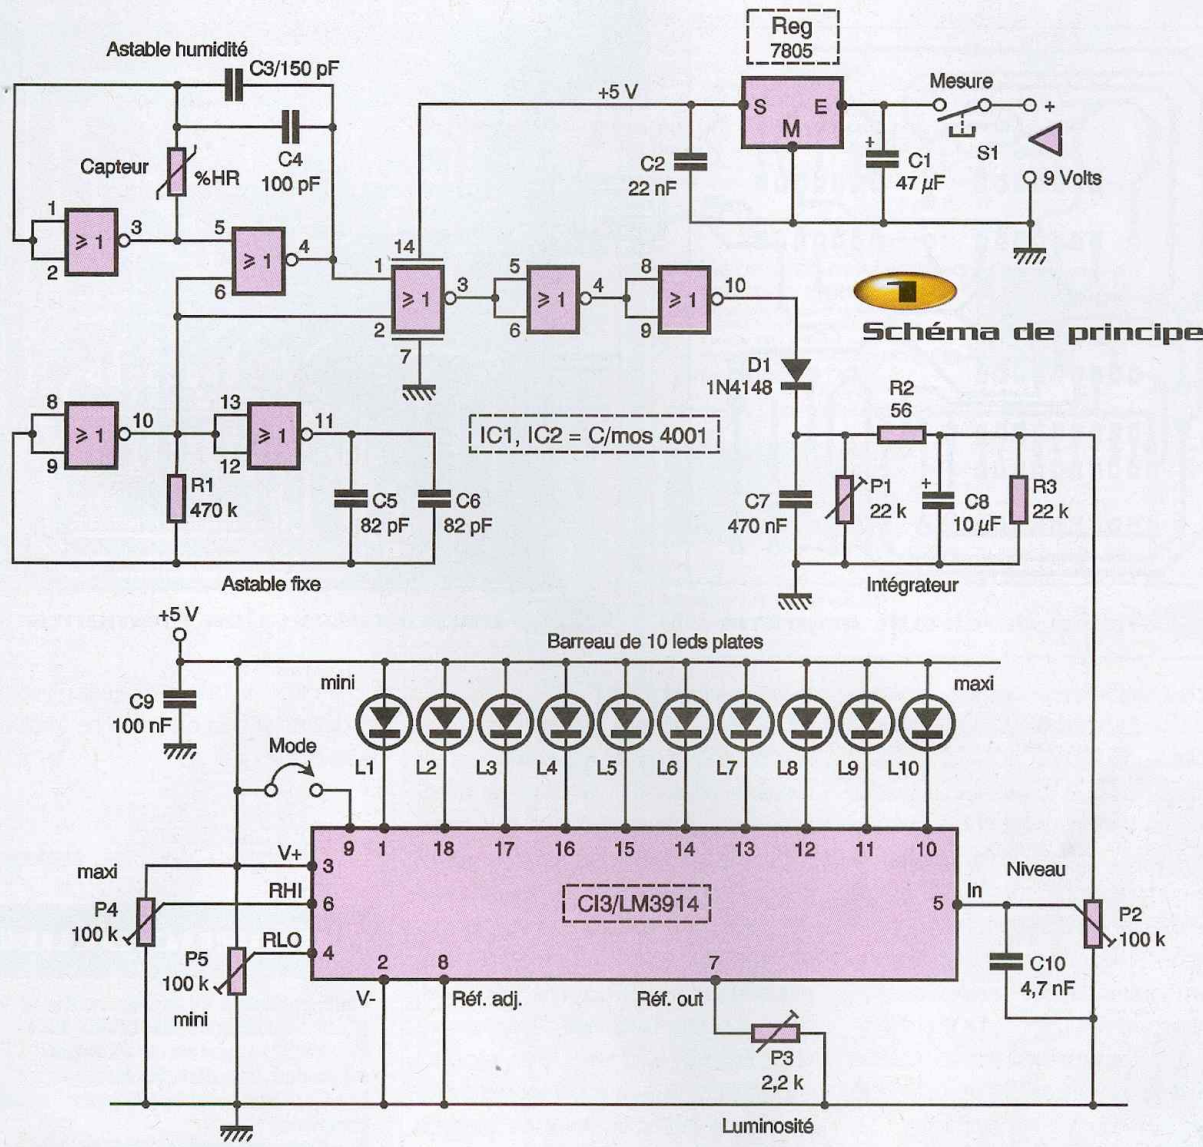 Astable humidité
C3/150 pF
C4
100 pF
Capteur
%HR
1
2
≥ 1
3
5
6
≥ 1
4
8
9
≥ 1
10
13
12
≥ 1
11
R1
470 k
C5
82 pF
C6
82 pF
Astable fixe
+5 V
14
1
2
≥ 1
3
7
5
6
≥ 1
4
8
9
≥ 1
10
IC1, IC2 = C/mos 4001
Reg
7805
S
E
M
C2
22 nF
C1
47 µF
Mesure
S1
+
9 Volts
1
Schéma de principe
D1
1N4148
C7
470 nF
P1
22 k
R2
56
C8
10 µF
+
R3
22 k
Intégrateur
+5 V
C9
100 nF
Barreau de 10 leds plates
mini
maxi
L1
L2
L3
L4
L5
L6
L7
L8
L9
L10
Mode
9
1
18
17
16
15
14
13
12
11
10
V+
3
RHI
6
RLO
4
CI3/LM3914
5
In
Niveau
maxi
P4
100 k
P5
100 k
mini
2
8
7
V-
Réf. adj.
Réf. out
P3
2,2 k
Luminosité
C10
4,7 nF
P2
100 k